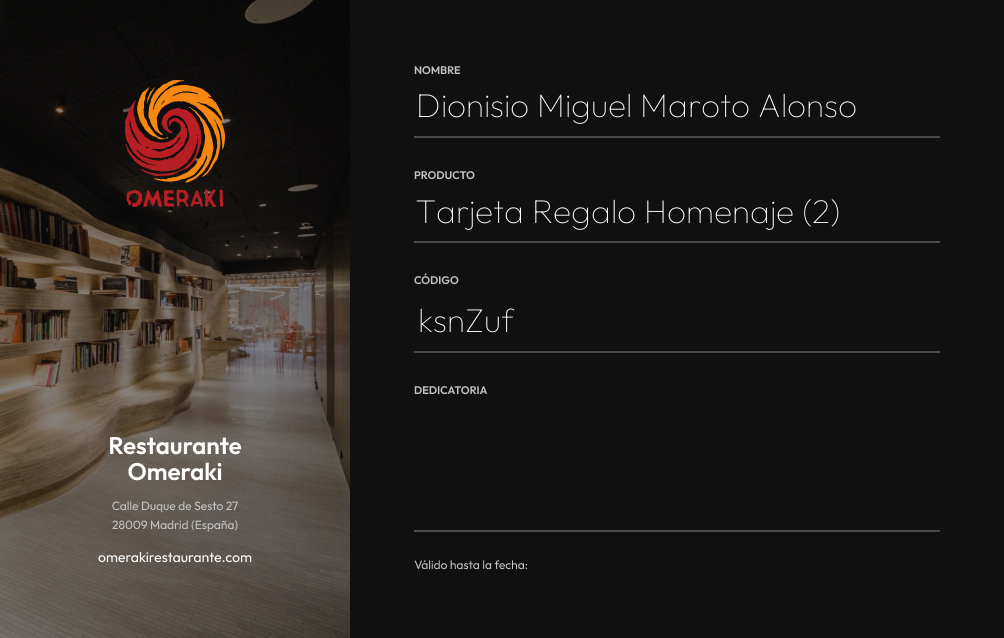 OMERAKI
Restaurante
Omeraki
Calle Duque de Sesto 27
28009 Madrid (España)
omerakirestaurante.com
NOMBRE
Dionisio Miguel Maroto Alonso
PRODUCTO
Tarjeta Regalo Homenaje (2)
CÓDIGO
ksnZuf
DEDICATORIA
Válido hasta la fecha: